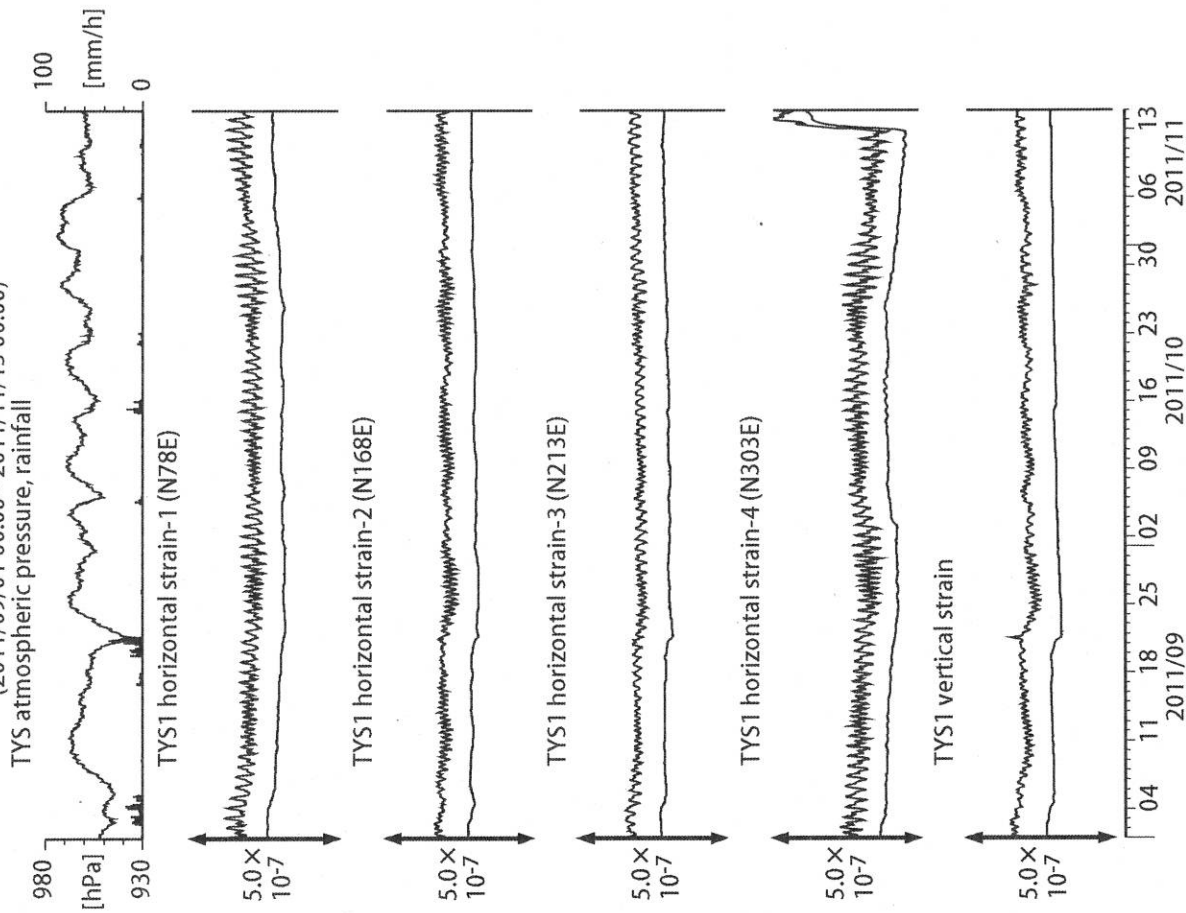 TYS atmospheric pressure, rainfall
980
[hPa]
930
100
[mm/h]
0
TYS1 horizontal strain-1 (N78E)
5.0 ×
10-7
TYS1 horizontal strain-2 (N168E)
5.0 ×
10-7
TYS1 horizontal strain-3 (N213E)
5.0 ×
10-7
TYS1 horizontal strain-4 (N303E)
5.0 ×
10-7
TYS1 vertical strain
5.0 ×
10-7
04 11 18 25 02 09 16 23 30 06 13
2011/09 2011/10 2011/11